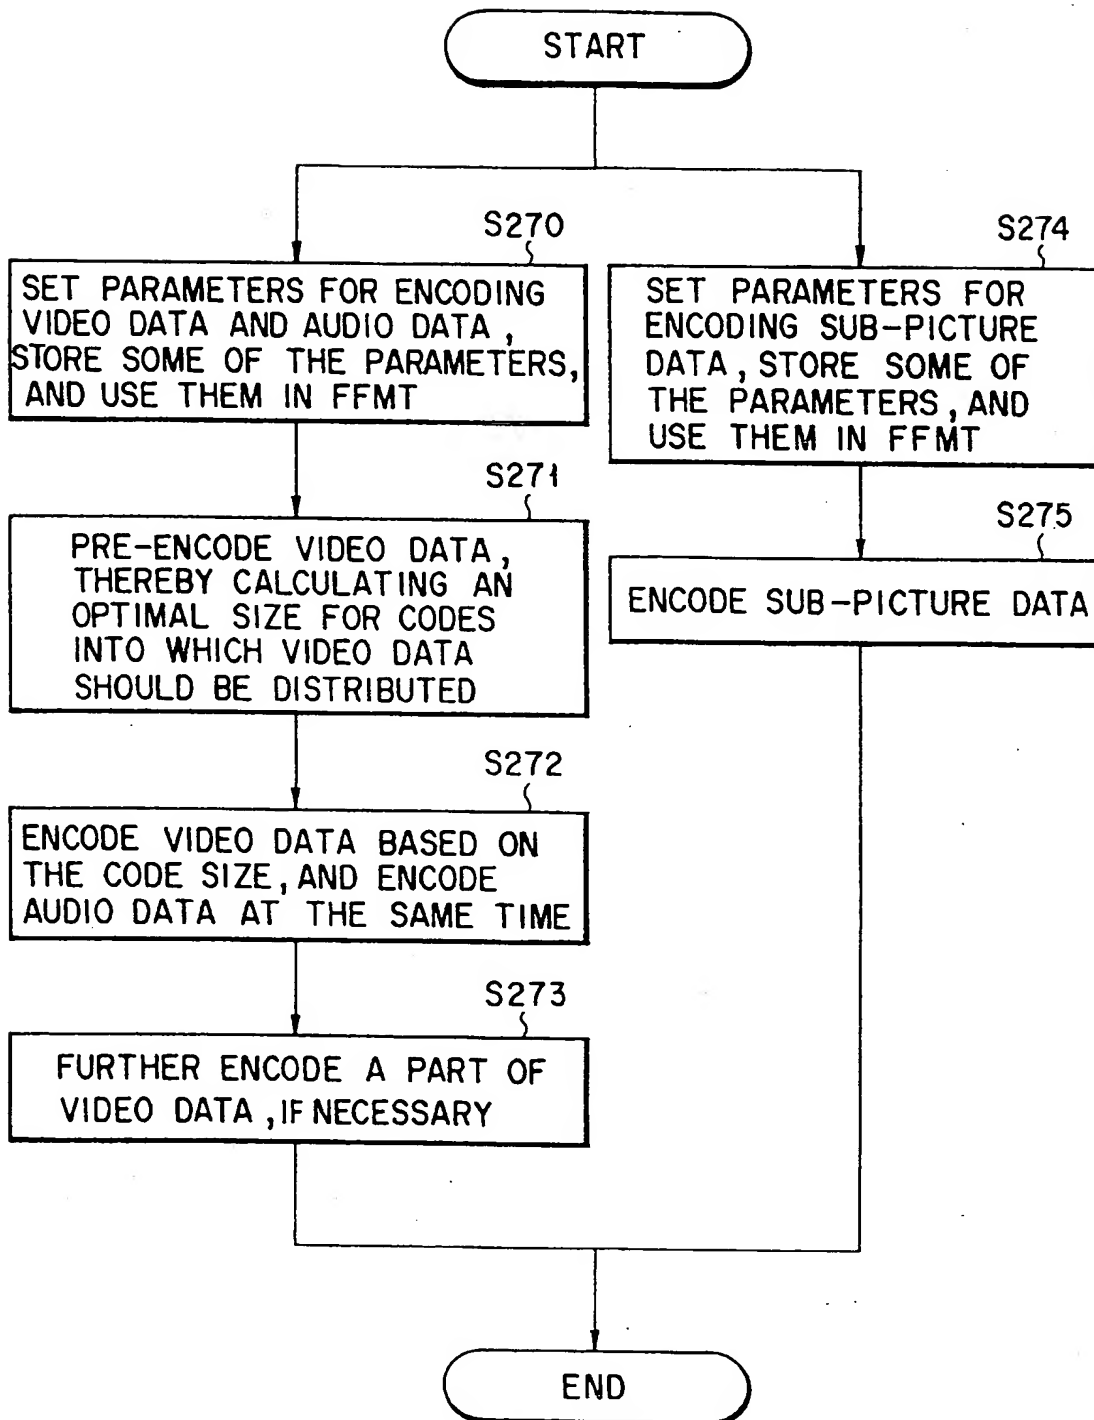 START
S270
SET PARAMETERS FOR ENCODING
VIDEO DATA AND AUDIO DATA,
STORE SOME OF THE PARAMETERS,
AND USE THEM IN FFMT
S271
PRE-ENCODE VIDEO DATA,
THEREBY CALCULATING AN
OPTIMAL SIZE FOR CODES
INTO WHICH VIDEO DATA
SHOULD BE DISTRIBUTED
S272
ENCODE VIDEO DATA BASED ON
THE CODE SIZE, AND ENCODE
AUDIO DATA AT THE SAME TIME
S273
FURTHER ENCODE A PART OF
VIDEO DATA, IF NECESSARY
S274
SET PARAMETERS FOR
ENCODING SUB-PICTURE
DATA, STORE SOME OF
THE PARAMETERS, AND
USE THEM IN FFMT
S275
ENCODE SUB-PICTURE DATA
END